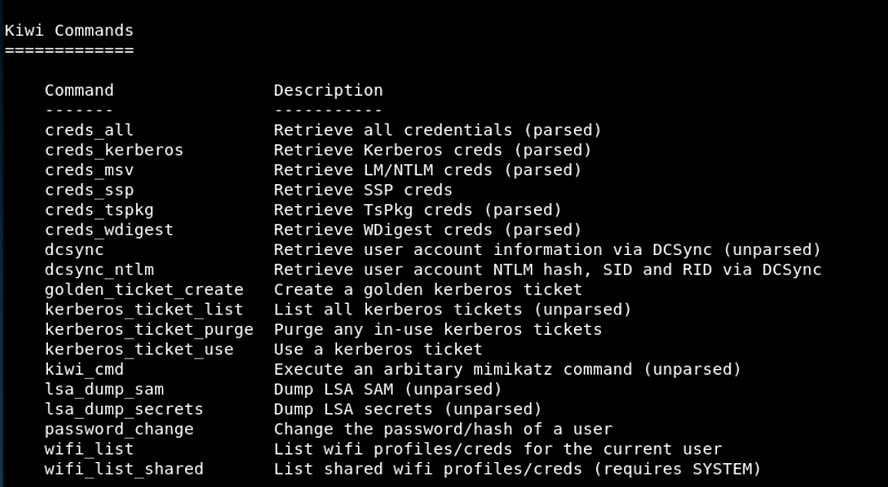 Kiwi Commands
=============
Command Description
------- -----------
creds_all Retrieve all credentials (parsed)
creds_kerberos Retrieve Kerberos creds (parsed)
creds_msv Retrieve LM/NTLM creds (parsed)
creds_ssp Retrieve SSP creds
creds_tspkg Retrieve TsPkg creds (parsed)
creds_wdigest Retrieve WDigest creds (parsed)
dcsync Retrieve user account information via DCSync (unparsed)
dcsync_ntlm Retrieve user account NTLM hash, SID and RID via DCSync
golden_ticket_create Create a golden kerberos ticket
kerberos_ticket_list List all kerberos tickets (unparsed)
kerberos_ticket_purge Purge any in-use kerberos tickets
kerberos_ticket_use Use a kerberos ticket
kiwi_cmd Execute an arbitary mimikatz command (unparsed)
lsa_dump_sam Dump LSA SAM (unparsed)
lsa_dump_secrets Dump LSA secrets (unparsed)
password_change Change the password/hash of a user
wifi_list List wifi profiles/creds for the current user
wifi_list_shared List shared wifi profiles/creds (requires SYSTEM)